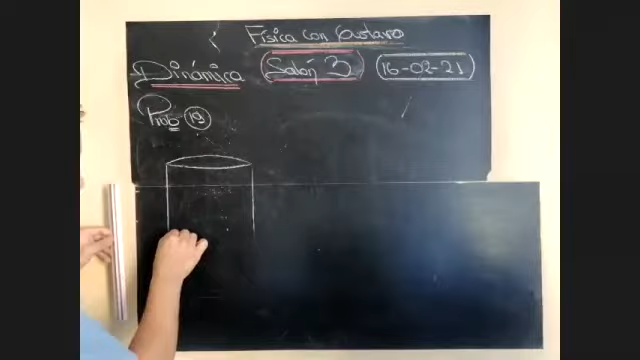 Física con Gustavo
Dinámica (Salón 3) (16-02-21)
Prob 19